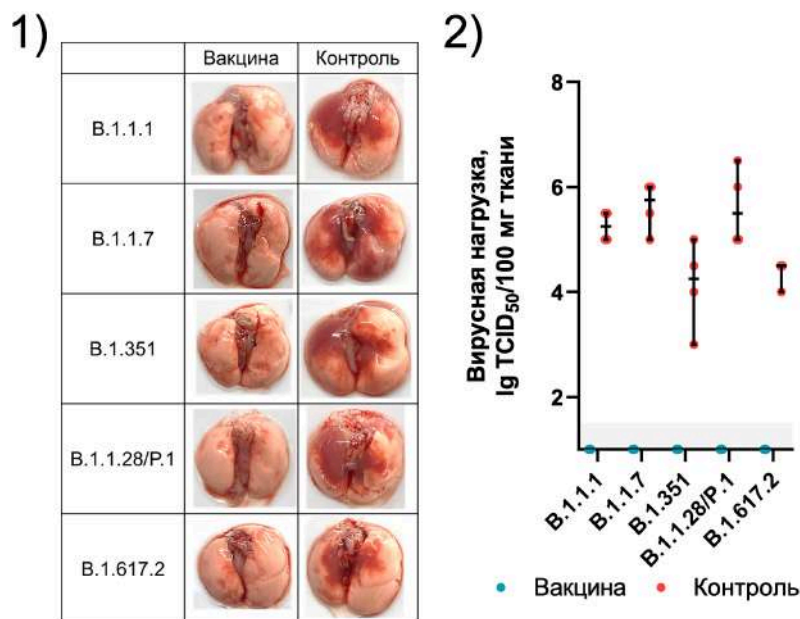 1)
Вакцина Контроль
B.1.1.1
B.1.1.7
B.1.351
B.1.1.28/P.1
B.1.617.2
2)
Вирусная нагрузка,
lg TCID50/100 мг ткани
8
6
4
2
B.1.1.1
B.1.1.7
B.1.351
B.1.1.28/P.1
B.1.617.2
Вакцина Контроль